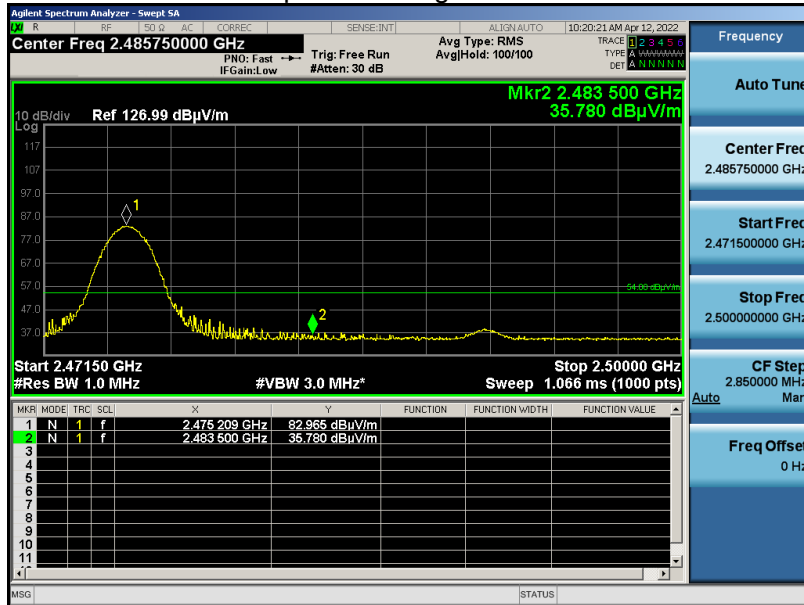 Agilent Spectrum Analyzer - Swept SA
LXI R RF 50 Ω AC CORREC SENSE:INT ALIGN AUTO 10:20:21 AM Apr 12, 2022
Center Freq 2.485750000 GHz
PNO: Fast
IFGain:Low
Trig: Free Run
#Atten: 30 dB
Avg Type: RMS
Avg|Hold: 100/100
TRACE 1 2 3 4 5 6
TYPE A WWWWW
DET A N N N N N
Mkr2 2.483 500 GHz
35.780 dBµV/m
10 dB/div Ref 126.99 dBµV/m
Log
117
107
97.0
87.0
77.0
67.0
57.0
47.0
37.0
1
2
54.00 dBµV/m
Start 2.47150 GHz Stop 2.50000 GHz
#Res BW 1.0 MHz #VBW 3.0 MHz* Sweep 1.066 ms (1000 pts)
MKR MODE TRC SCL X Y FUNCTION FUNCTION WIDTH FUNCTION VALUE
1 N 1 f 2.475 209 GHz 82.965 dBµV/m
2 N 1 f 2.483 500 GHz 35.780 dBµV/m
3
4
5
6
7
8
9
10
11
MSG STATUS
Frequency
Auto Tune
Center Freq
2.485750000 GHz
Start Freq
2.471500000 GHz
Stop Freq
2.500000000 GHz
CF Step
2.850000 MHz
Auto Man
Freq Offset
0 Hz